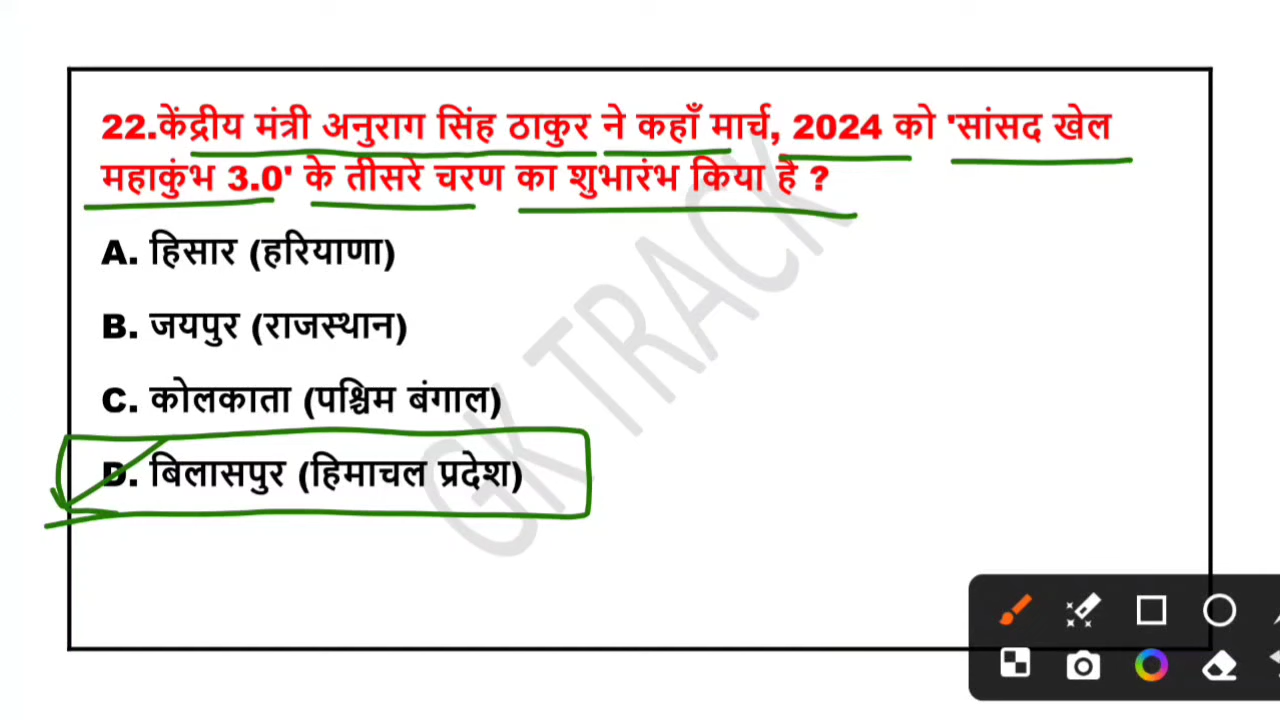 22.केंद्रीय मंत्री अनुराग सिंह ठाकुर ने कहाँ मार्च, 2024 को 'सांसद खेल
महाकुंभ 3.0' के तीसरे चरण का शुभारंभ किया है ?
A. हिसार (हरियाणा)
B. जयपुर (राजस्थान)
C. कोलकाता (पश्चिम बंगाल)
D. बिलासपुर (हिमाचल प्रदेश)
GK TRACK